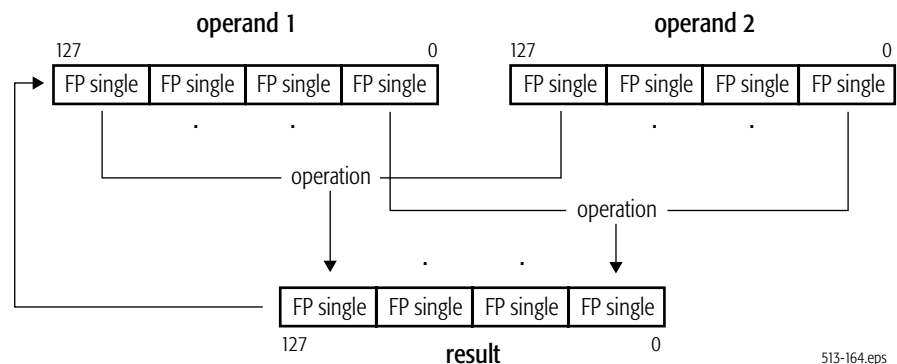 operand 1 operand 2
127 0 127 0
FP single FP single FP single FP single FP single FP single FP single FP single
. . . .
operation
operation
. .
FP single FP single FP single FP single
127 result 0
513-164.eps